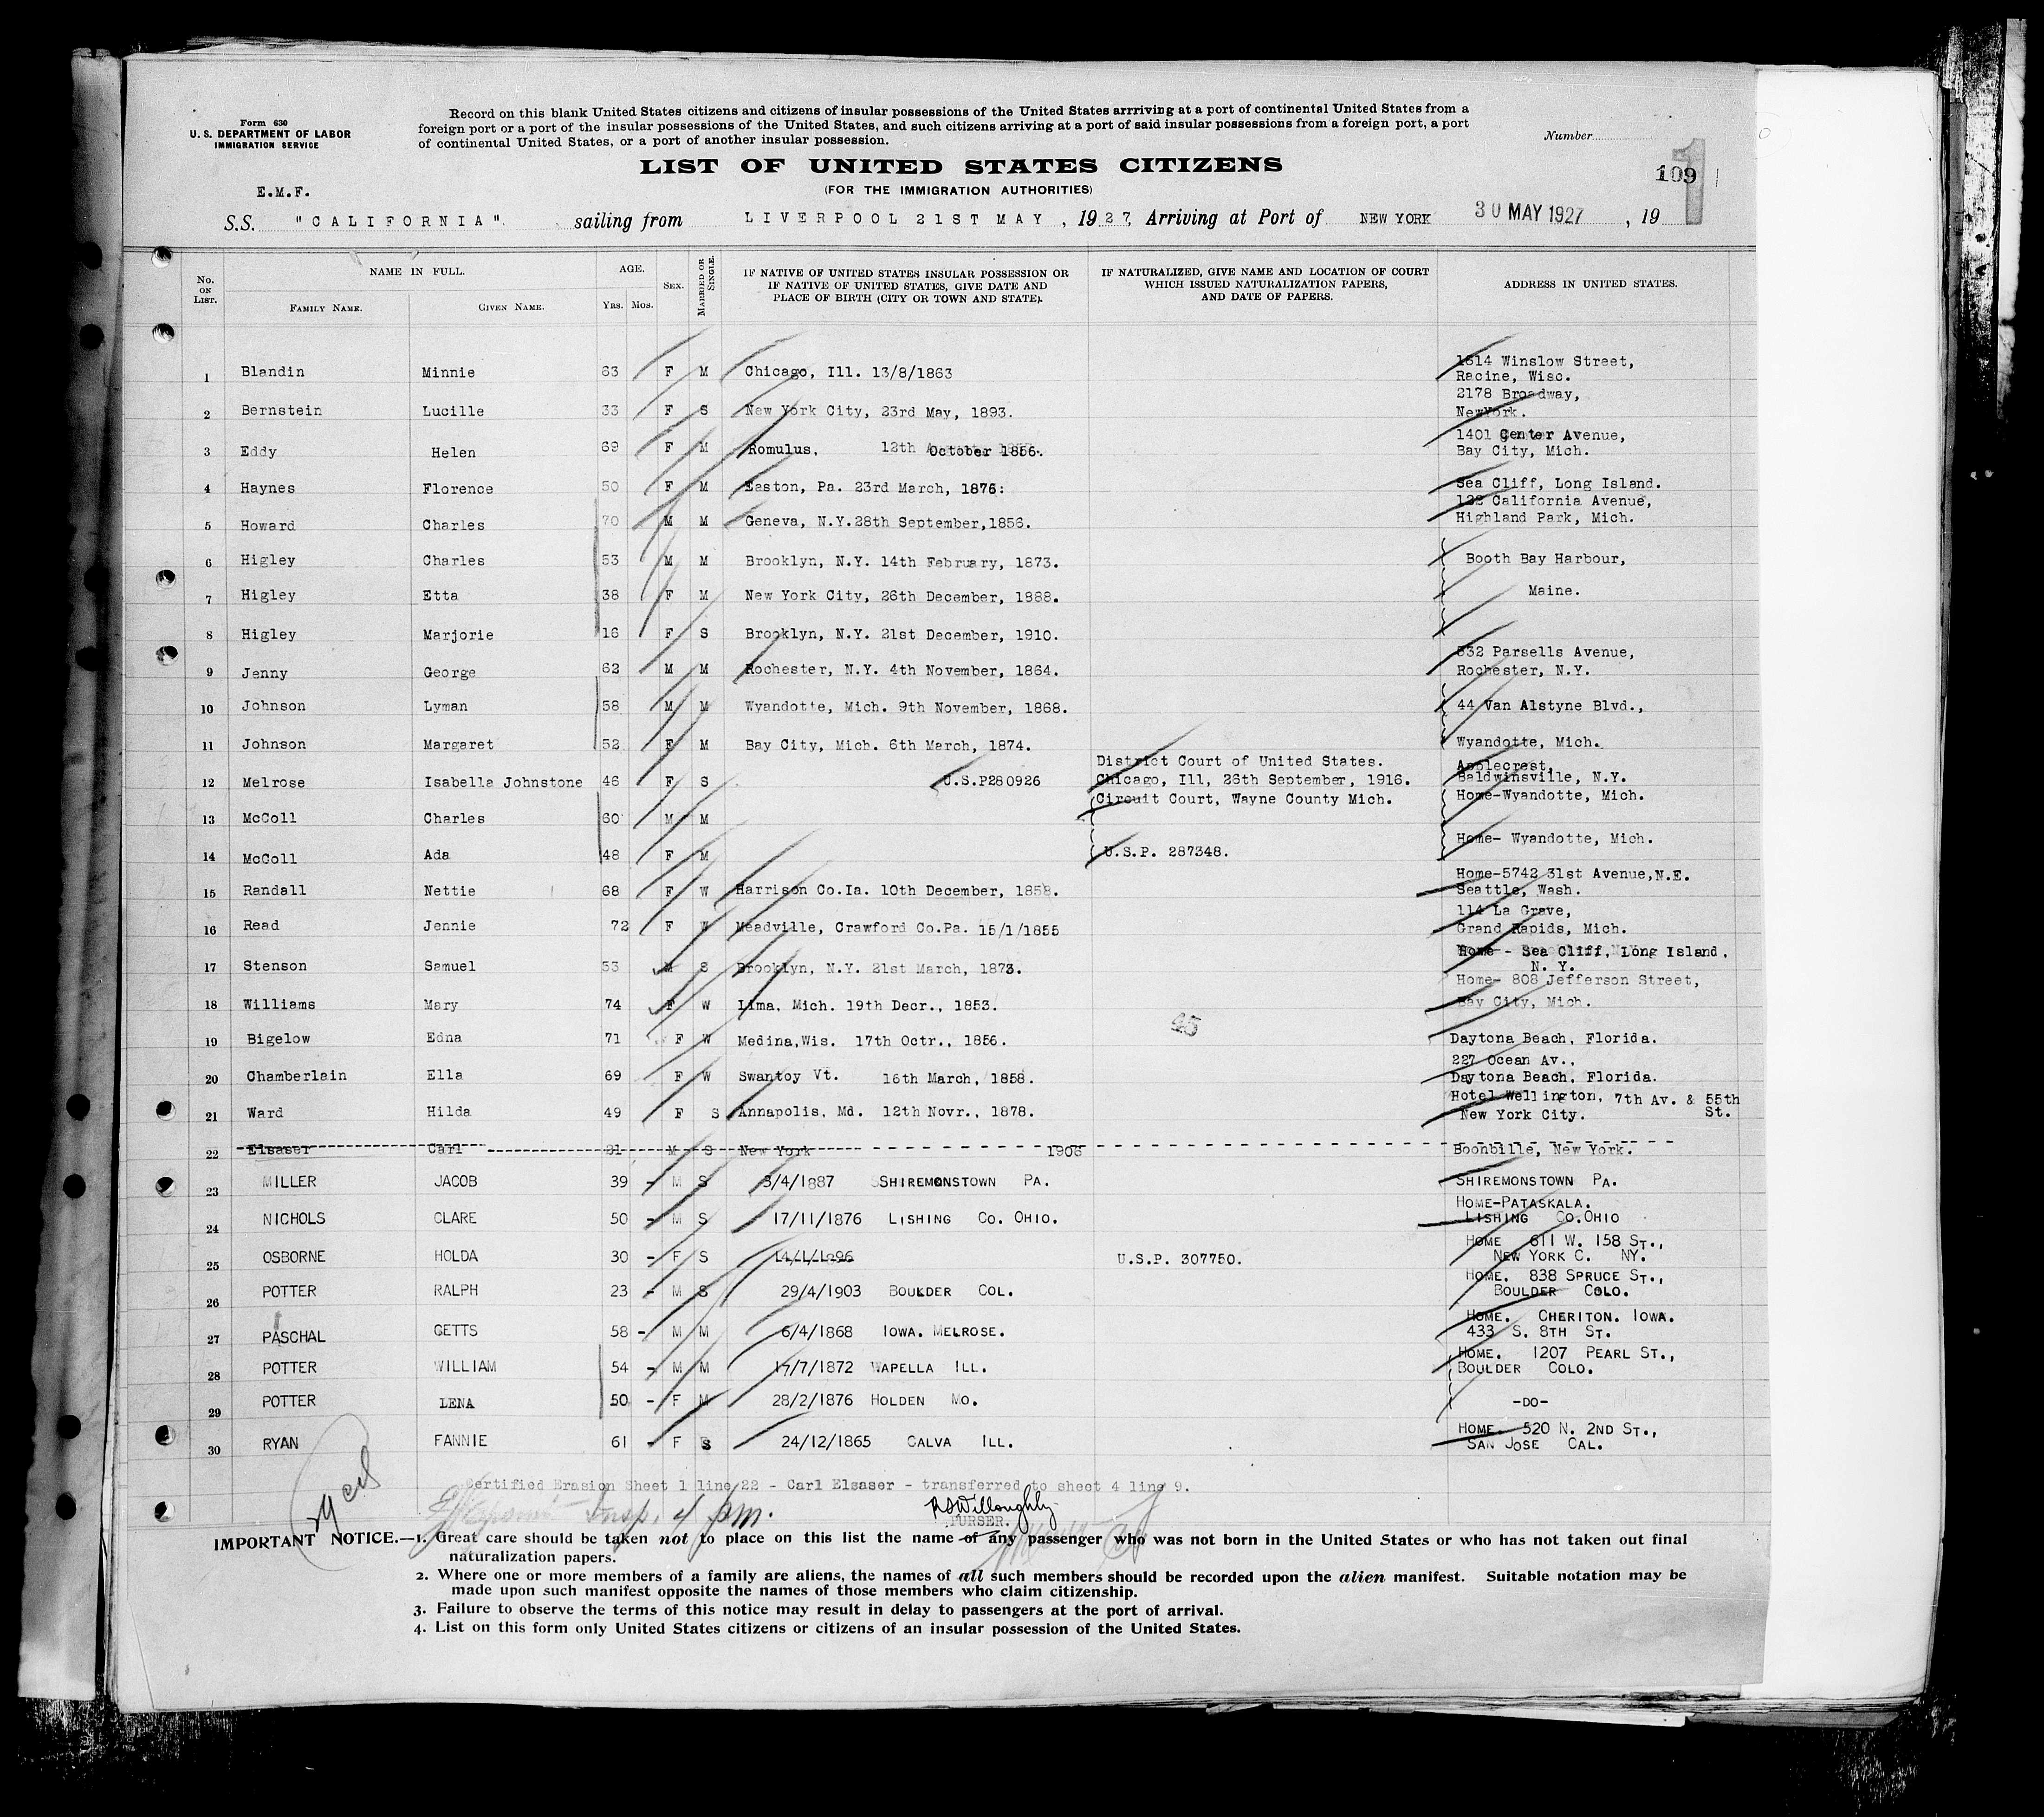 Form 630
U. S. DEPARTMENT OF LABOR
IMMIGRATION SERVICE
Record on this blank United States citizens and citizens of insular possessions of the United States arrriving at a port of continental United States from a
foreign port or a port of the insular possessions of the United States, and such citizens arriving at a port of said insular possessions from a foreign port, a port
of continental United States, or a port of another insular possession.
Number
1
109
LIST OF UNITED STATES CITIZENS
(FOR THE IMMIGRATION AUTHORITIES)
E.M.F.
S.S. "CALIFORNIA". sailing from LIVERPOOL 21ST MAY, 1927, Arriving at Port of NEW YORK 30 MAY 1927, 19
No. ON LIST. NAME IN FULL. FAMILY NAME. GIVEN NAME. AGE. Yrs. Mos. SEX. MARRIED OR SINGLE. IF NATIVE OF UNITED STATES INSULAR POSSESSION OR IF NATIVE OF UNITED STATES, GIVE DATE AND PLACE OF BIRTH (CITY OR TOWN AND STATE). IF NATURALIZED, GIVE NAME AND LOCATION OF COURT WHICH ISSUED NATURALIZATION PAPERS, AND DATE OF PAPERS. ADDRESS IN UNITED STATES.
1 Blandin Minnie 63 F M Chicago, Ill. 13/8/1863 1614 Winslow Street, Racine, Wisc.
2 Bernstein Lucille 33 F S New York City, 23rd May, 1893. 2178 Broadway, NewYork.
3 Eddy Helen 69 F M Romulus, 12th October 1856. 1401 Center Avenue, Bay City, Mich.
4 Haynes Florence 50 F M Easton, Pa. 23rd March, 1876: Sea Cliff, Long Island.
5 Howard Charles 70 M M Geneva, N.Y.28th September,1856. 122 California Avenue, Highland Park, Mich.
6 Higley Charles 53 M M Brooklyn, N.Y. 14th February, 1873. Booth Bay Harbour,
7 Higley Etta 38 F M New York City, 26th December, 1888. Maine.
8 Higley Marjorie 16 F S Brooklyn, N.Y. 21st December, 1910.
9 Jenny George 62 M M Rochester, N.Y. 4th November, 1864. 332 Parsells Avenue, Rochester, N.Y.
10 Johnson Lyman 58 M M Wyandotte, Mich. 9th November, 1868. 44 Van Alstyne Blvd.,
11 Johnson Margaret 52 F M Bay City, Mich. 6th March, 1874. Wyandotte, Mich.
12 Melrose Isabella Johnstone 46 F S U.S.P280926 District Court of United States. Chicago, Ill, 26th September, 1916. Applecrest, Baldwinsville, N.Y.
13 McColl Charles 60 M M Circuit Court, Wayne County Mich. Home-Wyandotte, Mich.
14 McColl Ada 48 F M U.S.P. 287348. Home- Wyandotte, Mich.
15 Randall Nettie 68 F W Harrison Co.Ia. 10th December, 1858. Home-5742 31st Avenue,N.E. Seattle, Wash.
16 Read Jennie 72 F W Meadville, Crawford Co.Pa. 15/1/1855 114 La Grave, Grand Rapids, Mich.
17 Stenson Samuel 53 M S Brooklyn, N.Y. 21st March, 1873. Home - Sea Cliff, Long Island, N. Y.
18 Williams Mary 74 F W Lima, Mich. 19th Decr., 1853. Home- 808 Jefferson Street, Bay City, Mich.
19 Bigelow Edna 71 F W Medina,Wis. 17th Octr., 1856. 45 Daytona Beach, Florida.
20 Chamberlain Ella 69 F W Swantoy Vt. 16th March, 1858. 227 Ocean Av., Daytona Beach, Florida.
21 Ward Hilda 49 F S Annapolis, Md. 12th Novr., 1878. Hotel Wellington, 7th Av. & 55th St. New York City.
22 Elsaser Carl 21 M S New York 1906 Boonbille, New York.
23 MILLER JACOB 39 - M S 3/4/1887 SHIREMONSTOWN PA. SHIREMONSTOWN PA.
24 NICHOLS CLARE 50 - M S 17/11/1876 LISHING CO. OHIO. HOME-PATASKALA. LISHING CO.OHIO
25 OSBORNE HOLDA 30 - F S 14/1/1896 U.S.P. 307750. HOME 611 W. 158 ST., NEW YORK C. NY.
26 POTTER RALPH 23 - M S 29/4/1903 BOULDER COL. HOME. 838 SPRUCE ST., BOULDER COLO.
27 PASCHAL GETTS 58 - M M 6/4/1868 IOWA. MELROSE. HOME. CHERITON. IOWA. 433 S. 8TH ST.
28 POTTER WILLIAM 54 - M M 17/7/1872 WAPELLA ILL. HOME. 1207 PEARL ST., BOULDER COLO.
29 POTTER LENA 50 - F M 28/2/1876 HOLDEN MO. -DO-
30 RYAN FANNIE 61 - F S 24/12/1865 GALVA ILL. HOME. 520 N. 2ND ST., SAN JOSE CAL.
Certified Erasion Sheet 1 line 22 - Carl Elsaser - transferred to sheet 4 line 9.
Insp. 4 pm.
RSWilloughby
PURSER.
IMPORTANT NOTICE.—1. Great care should be taken not to place on this list the name of any passenger who was not born in the United States or who has not taken out final
naturalization papers.
2. Where one or more members of a family are aliens, the names of all such members should be recorded upon the alien manifest. Suitable notation may be
made upon such manifest opposite the names of those members who claim citizenship.
3. Failure to observe the terms of this notice may result in delay to passengers at the port of arrival.
4. List on this form only United States citizens or citizens of an insular possession of the United States.